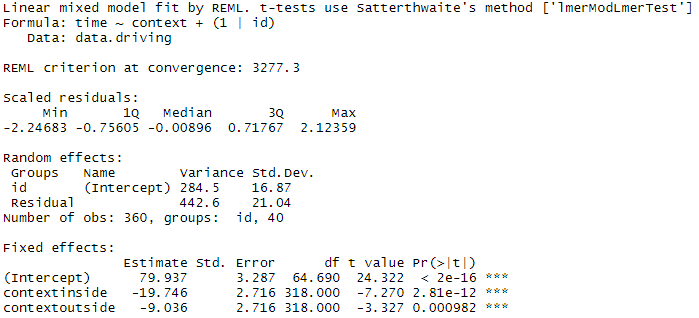 Linear mixed model fit by REML. t-tests use Satterthwaite's method ['lmerModLmerTest']
Formula: time ~ context + (1 | id)
   Data: data.driving

REML criterion at convergence: 3277.3

Scaled residuals:
     Min       1Q   Median       3Q      Max
-2.24683 -0.75605 -0.00896  0.71767  2.12359

Random effects:
 Groups   Name        Variance Std.Dev.
 id       (Intercept) 284.5    16.87
 Residual             442.6    21.04
Number of obs: 360, groups:  id, 40

Fixed effects:
               Estimate Std. Error      df t value Pr(>|t|)
(Intercept)      79.937      3.287  64.690  24.322  < 2e-16 ***
contextinside   -19.746      2.716 318.000  -7.270 2.81e-12 ***
contextoutside   -9.036      2.716 318.000  -3.327 0.000982 ***